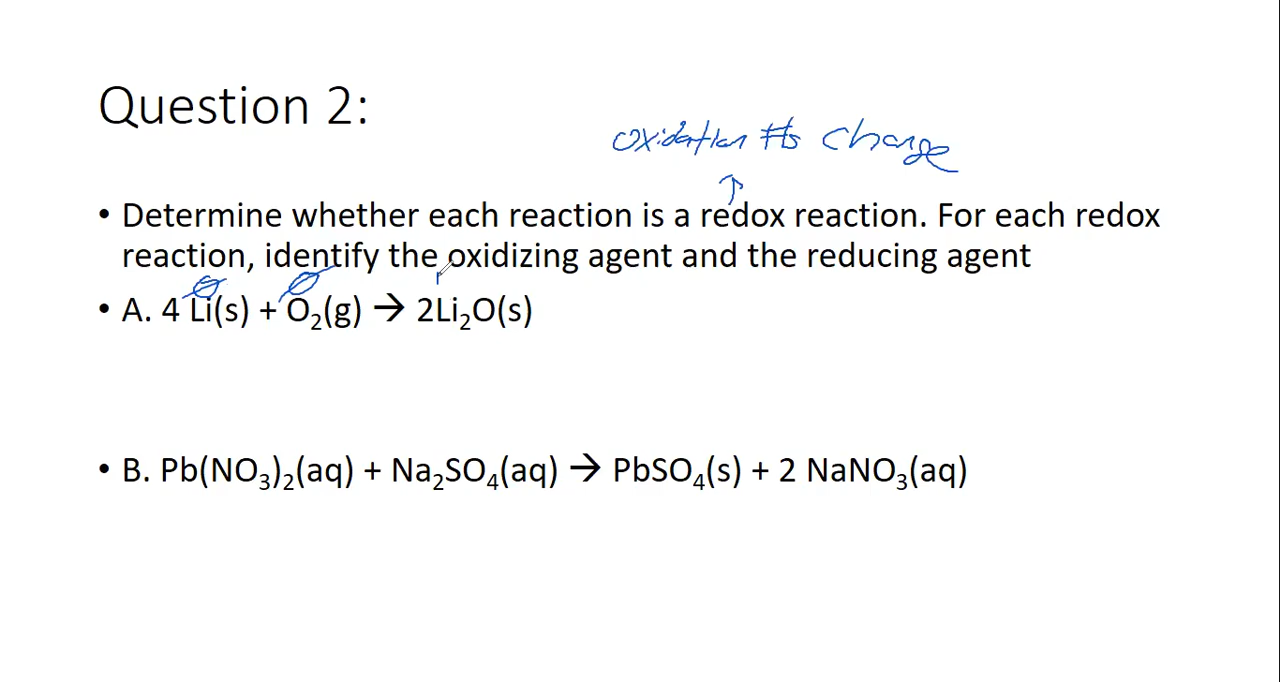 Question 2:
oxidation #s change
↑
• Determine whether each reaction is a redox reaction. For each redox
reaction, identify the oxidizing agent and the reducing agent
∅ ∅
• A. 4 Li(s) + O₂(g) → 2Li₂O(s)
• B. Pb(NO₃)₂(aq) + Na₂SO₄(aq) → PbSO₄(s) + 2 NaNO₃(aq)